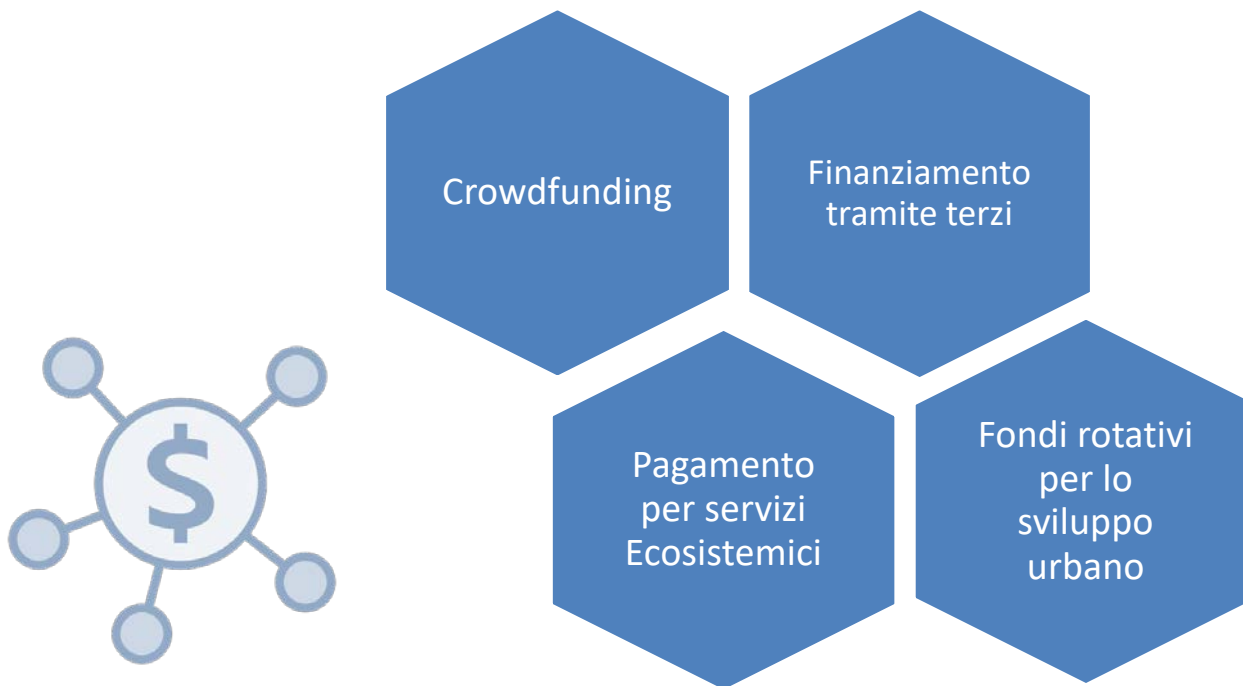 Crowdfunding
Finanziamento
tramite terzi
Pagamento
per servizi
Ecosistemici
Fondi rotativi
per lo
sviluppo
urbano
$